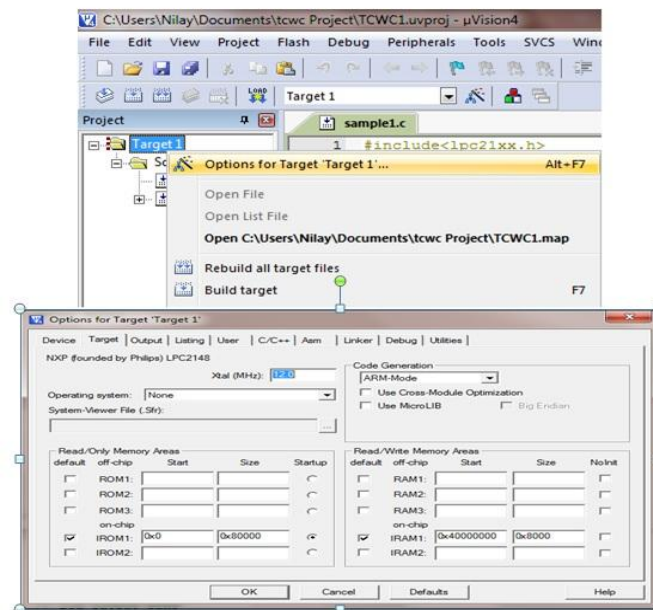 C:\Users\Nilay\Documents\tcwc Project\TCWC1.uvproj - µVision4
File Edit View Project Flash Debug Peripherals Tools SVCS Wind
LOAD Target 1
Project sample1.c
Target 1 1 #include<lpc21xx.h>
So Options for Target 'Target 1'... Alt+F7
Open File
Open List File
Open C:\Users\Nilay\Documents\tcwc Project\TCWC1.map
Rebuild all target files
Build target F7
Options for Target 'Target 1'
Device Target Output Listing User C/C++ Asm Linker Debug Utilities
NXP (founded by Philips) LPC2148
Xtal (MHz): 12.0
Operating system: None
System-Viewer File (.Sfr):
...
Code Generation
ARM-Mode
Use Cross-Module Optimization
Use MicroLIB Big Endian
Read/Only Memory Areas
default off-chip Start Size Startup
ROM1:
ROM2:
ROM3:
on-chip
IROM1: 0x0 0x80000
IROM2:
Read/Write Memory Areas
default off-chip Start Size NoInit
RAM1:
RAM2:
RAM3:
on-chip
IRAM1: 0x40000000 0x8000
IRAM2:
OK Cancel Defaults Help